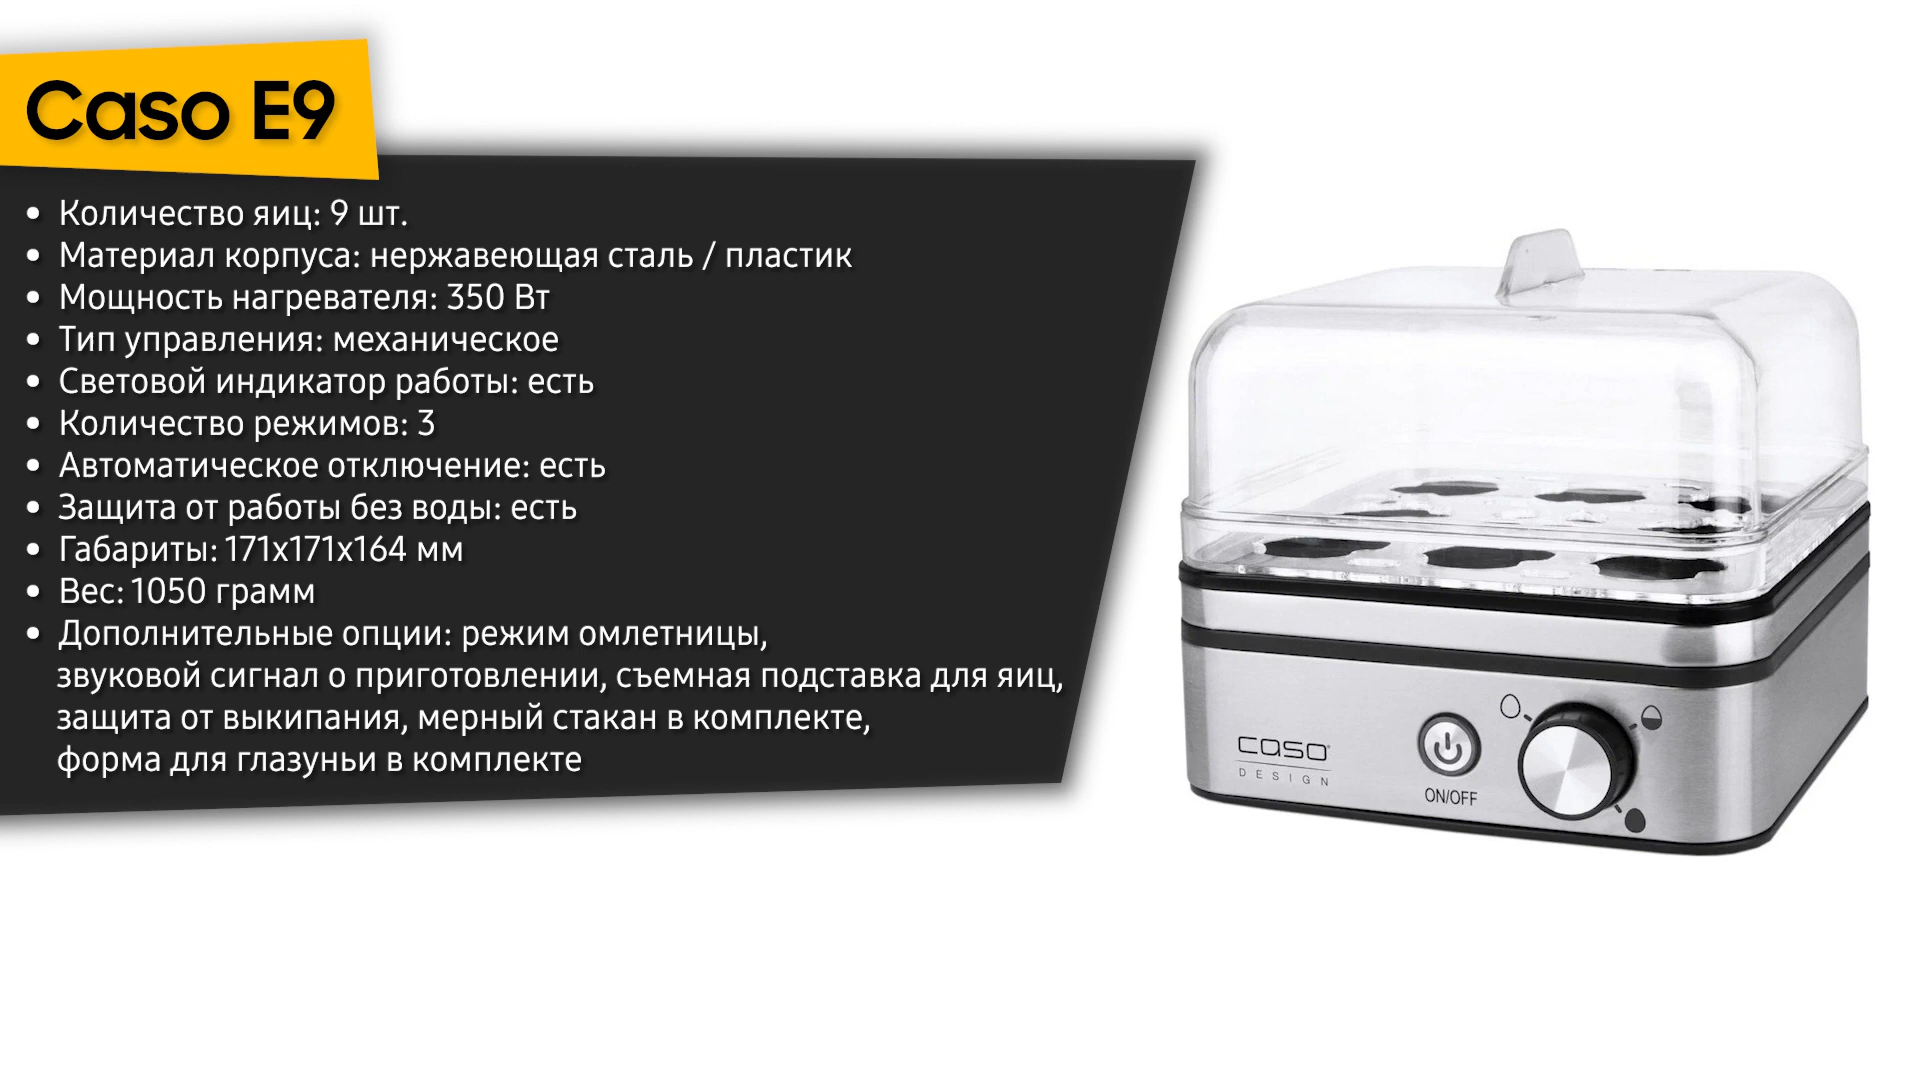 Caso E9
• Количество яиц: 9 шт.
• Материал корпуса: нержавеющая сталь / пластик
• Мощность нагревателя: 350 Вт
• Тип управления: механическое
• Световой индикатор работы: есть
• Количество режимов: 3
• Автоматическое отключение: есть
• Защита от работы без воды: есть
• Габариты: 171x171x164 мм
• Вес: 1050 грамм
• Дополнительные опции: режим омлетницы,
звуковой сигнал о приготовлении, съемная подставка для яиц,
защита от выкипания, мерный стакан в комплекте,
форма для глазуньи в комплекте
caso
DESIGN
ON/OFF